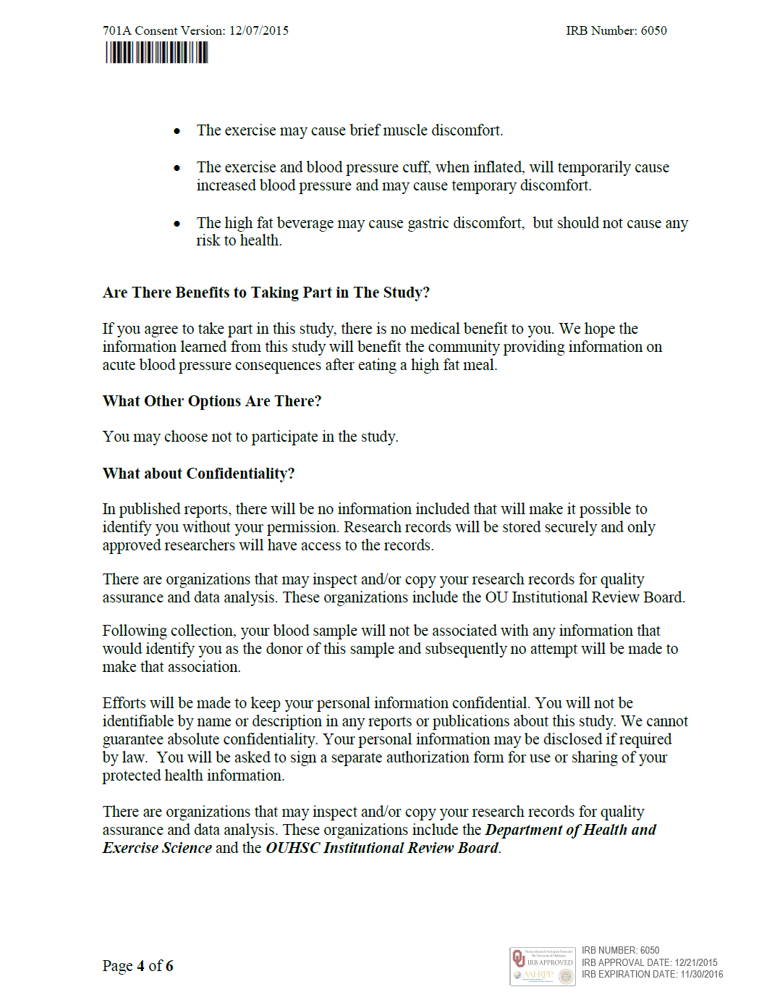 701A Consent Version: 12/07/2015 IRB Number: 6050
• The exercise may cause brief muscle discomfort.
• The exercise and blood pressure cuff, when inflated, will temporarily cause
increased blood pressure and may cause temporary discomfort.
• The high fat beverage may cause gastric discomfort,  but should not cause any
risk to health.
Are There Benefits to Taking Part in The Study?
If you agree to take part in this study, there is no medical benefit to you. We hope the
information learned from this study will benefit the community providing information on
acute blood pressure consequences after eating a high fat meal.
What Other Options Are There?
You may choose not to participate in the study.
What about Confidentiality?
In published reports, there will be no information included that will make it possible to
identify you without your permission. Research records will be stored securely and only
approved researchers will have access to the records.
There are organizations that may inspect and/or copy your research records for quality
assurance and data analysis. These organizations include the OU Institutional Review Board.
Following collection, your blood sample will not be associated with any information that
would identify you as the donor of this sample and subsequently no attempt will be made to
make that association.
Efforts will be made to keep your personal information confidential. You will not be
identifiable by name or description in any reports or publications about this study. We cannot
guarantee absolute confidentiality. Your personal information may be disclosed if required
by law.  You will be asked to sign a separate authorization form for use or sharing of your
protected health information.
There are organizations that may inspect and/or copy your research records for quality
assurance and data analysis. These organizations include the Department of Health and
Exercise Science and the OUHSC Institutional Review Board.
Page 4 of 6
Human Research Participant Protection
The University of Oklahoma
IRB APPROVED
AAHRPP
IRB NUMBER: 6050
IRB APPROVAL DATE: 12/21/2015
IRB EXPIRATION DATE: 11/30/2016